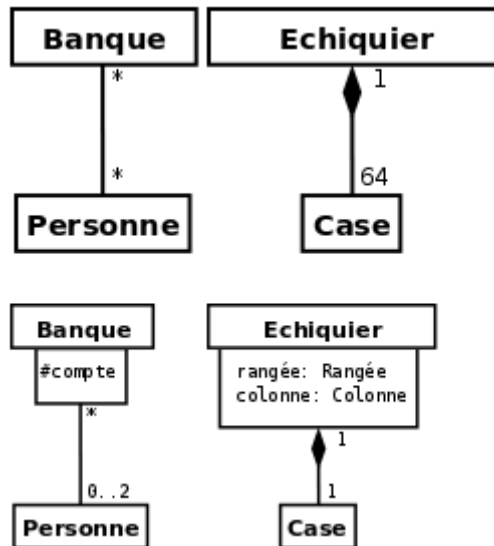 Banque
Echiquier
*
1
*
64
Personne
Case
Banque
Echiquier
#compte
rangée: Rangée
colonne: Colonne
*
1
0..2
1
Personne
Case